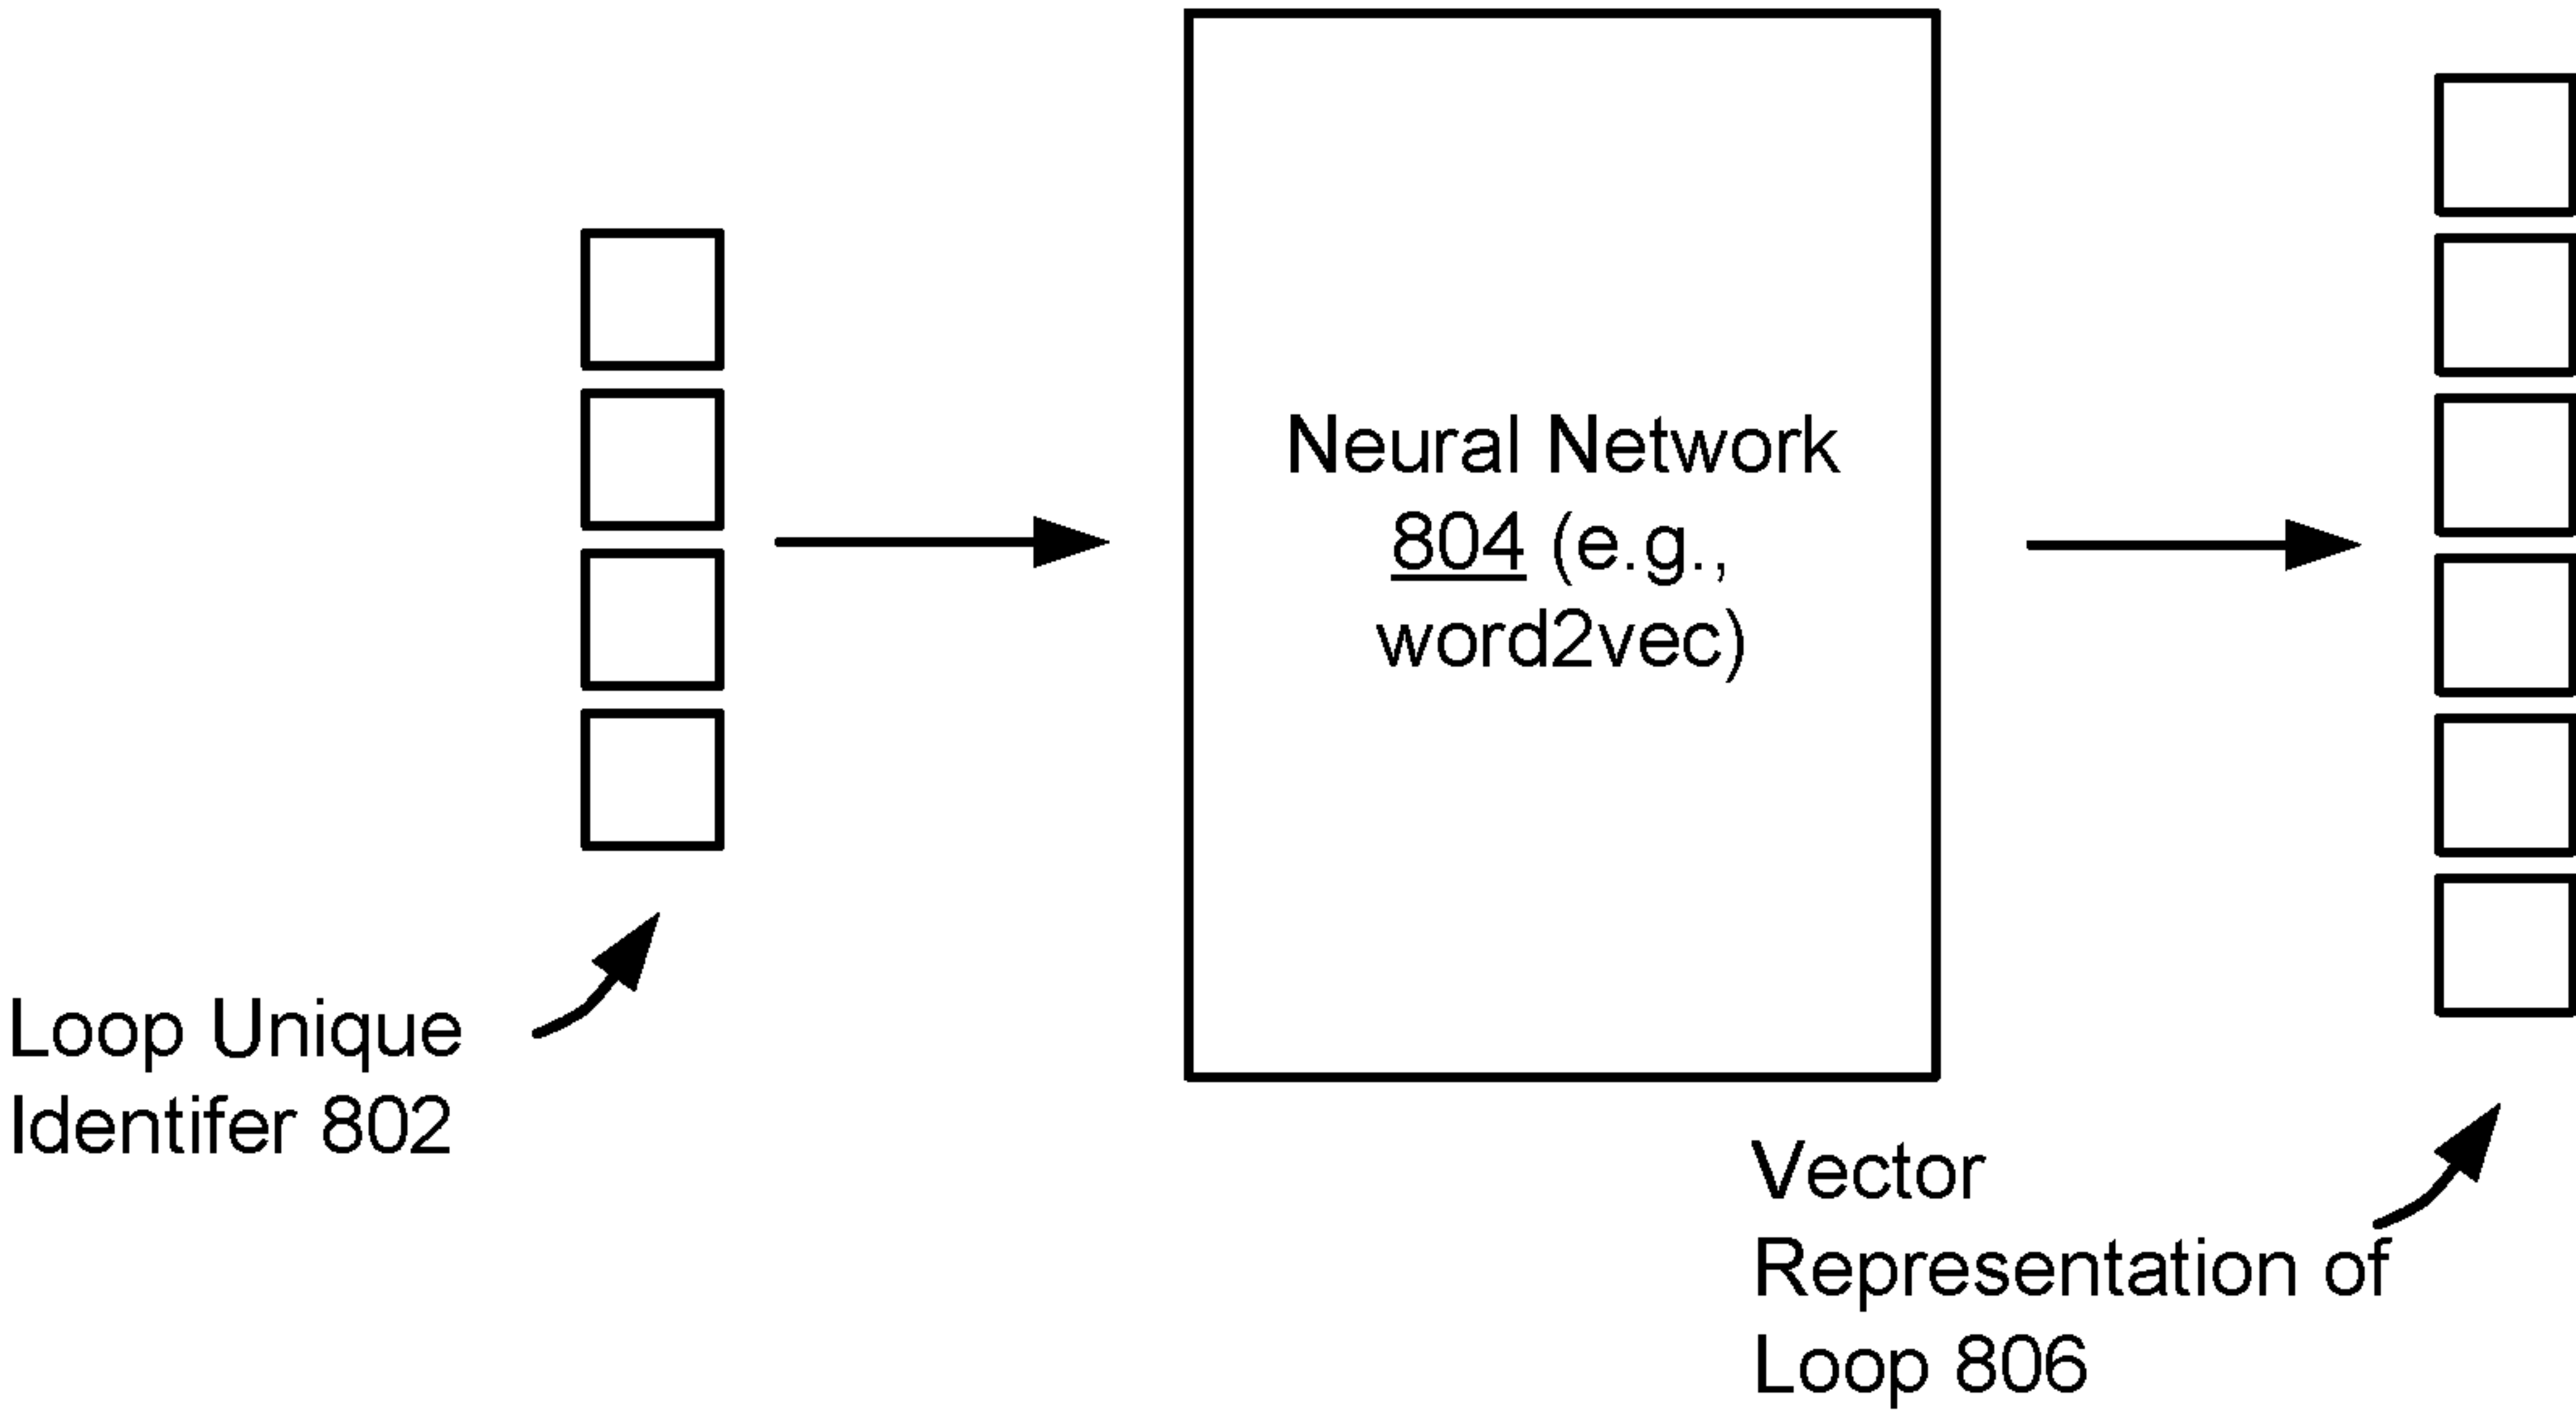 Neural Network
804 (e.g.,
word2vec)
Loop Unique
Identifer 802
Vector
Representation of
Loop 806